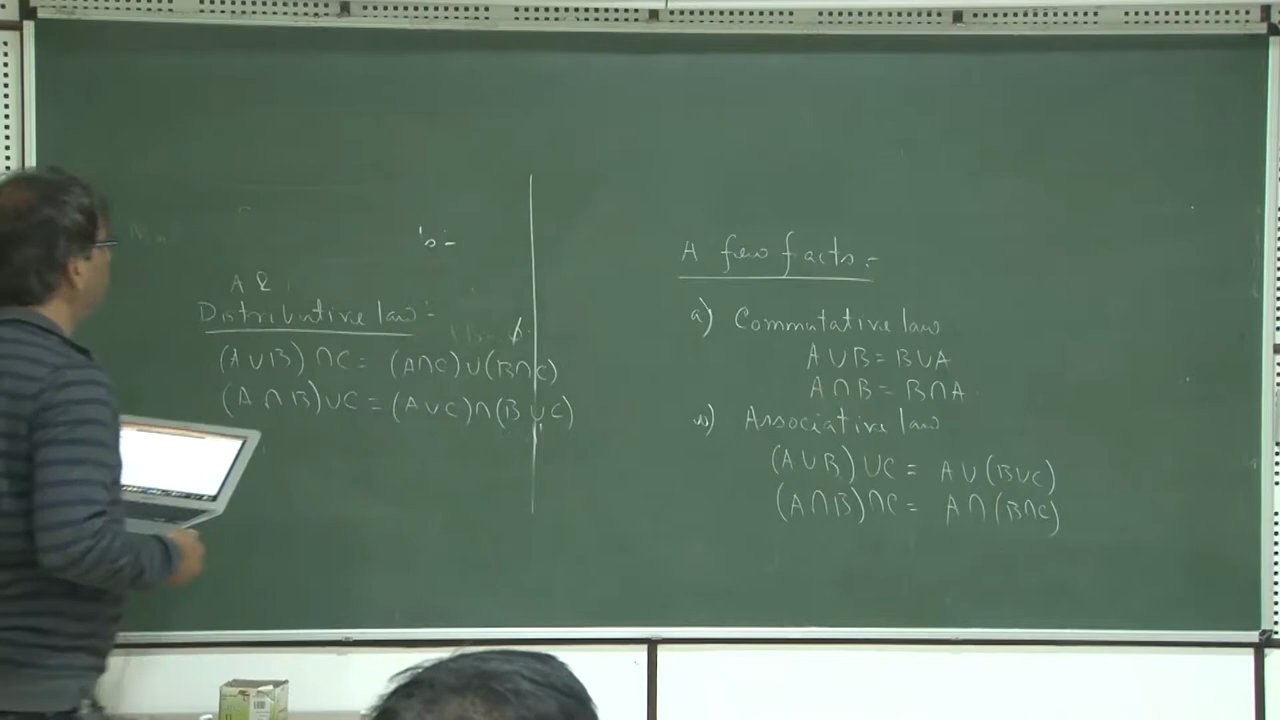 A &
Distributive law:-
(A∪B) ∩C = (A∩C)∪(B∩C)
(A ∩ B)∪C = (A∪C)∩(B∪C)
A few facts:-
a) Commutative law
A∪B = B∪A
A∩B = B∩A
b) Associative law
(A∪B)∪C = A∪(B∪C)
(A∩B)∩C = A∩(B∩C)